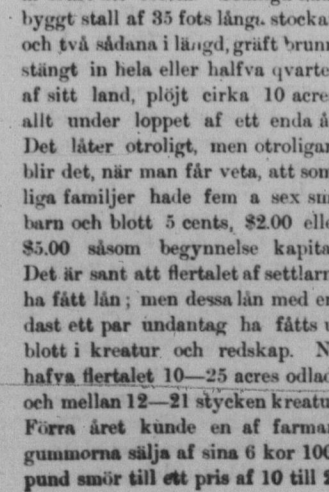 byggt stall af 35 fots långa stocka
och två sådana i längd, gräft brunn
stängt in hela eller halfva qvarte
af sitt land, plöjt cirka 10 acre
allt under loppet af ett enda å
Det låter otroligt, men otroligar
blir det, när man får veta, att som
liga familjer hade fem a sex sm
barn och blott 5 cents, $2.00 elle
$5.00 såsom begynnelse kapita
Det är sant att flertalet af settlarn
ha fått lån; men dessa lån med en
dast ett par undantag ha fåtts u
blott i kreatur och redskap. N
hafva flertalet 10—25 acres odlad
och mellan 12—21 stycken kreatu
Förra året kunde en af farmar
gummorna sälja af sina 6 kor 100
pund smör till ett pris af 10 till 2